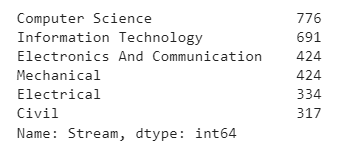 Computer Science 776
Information Technology 691
Electronics And Communication 424
Mechanical 424
Electrical 334
Civil 317
Name: Stream, dtype: int64